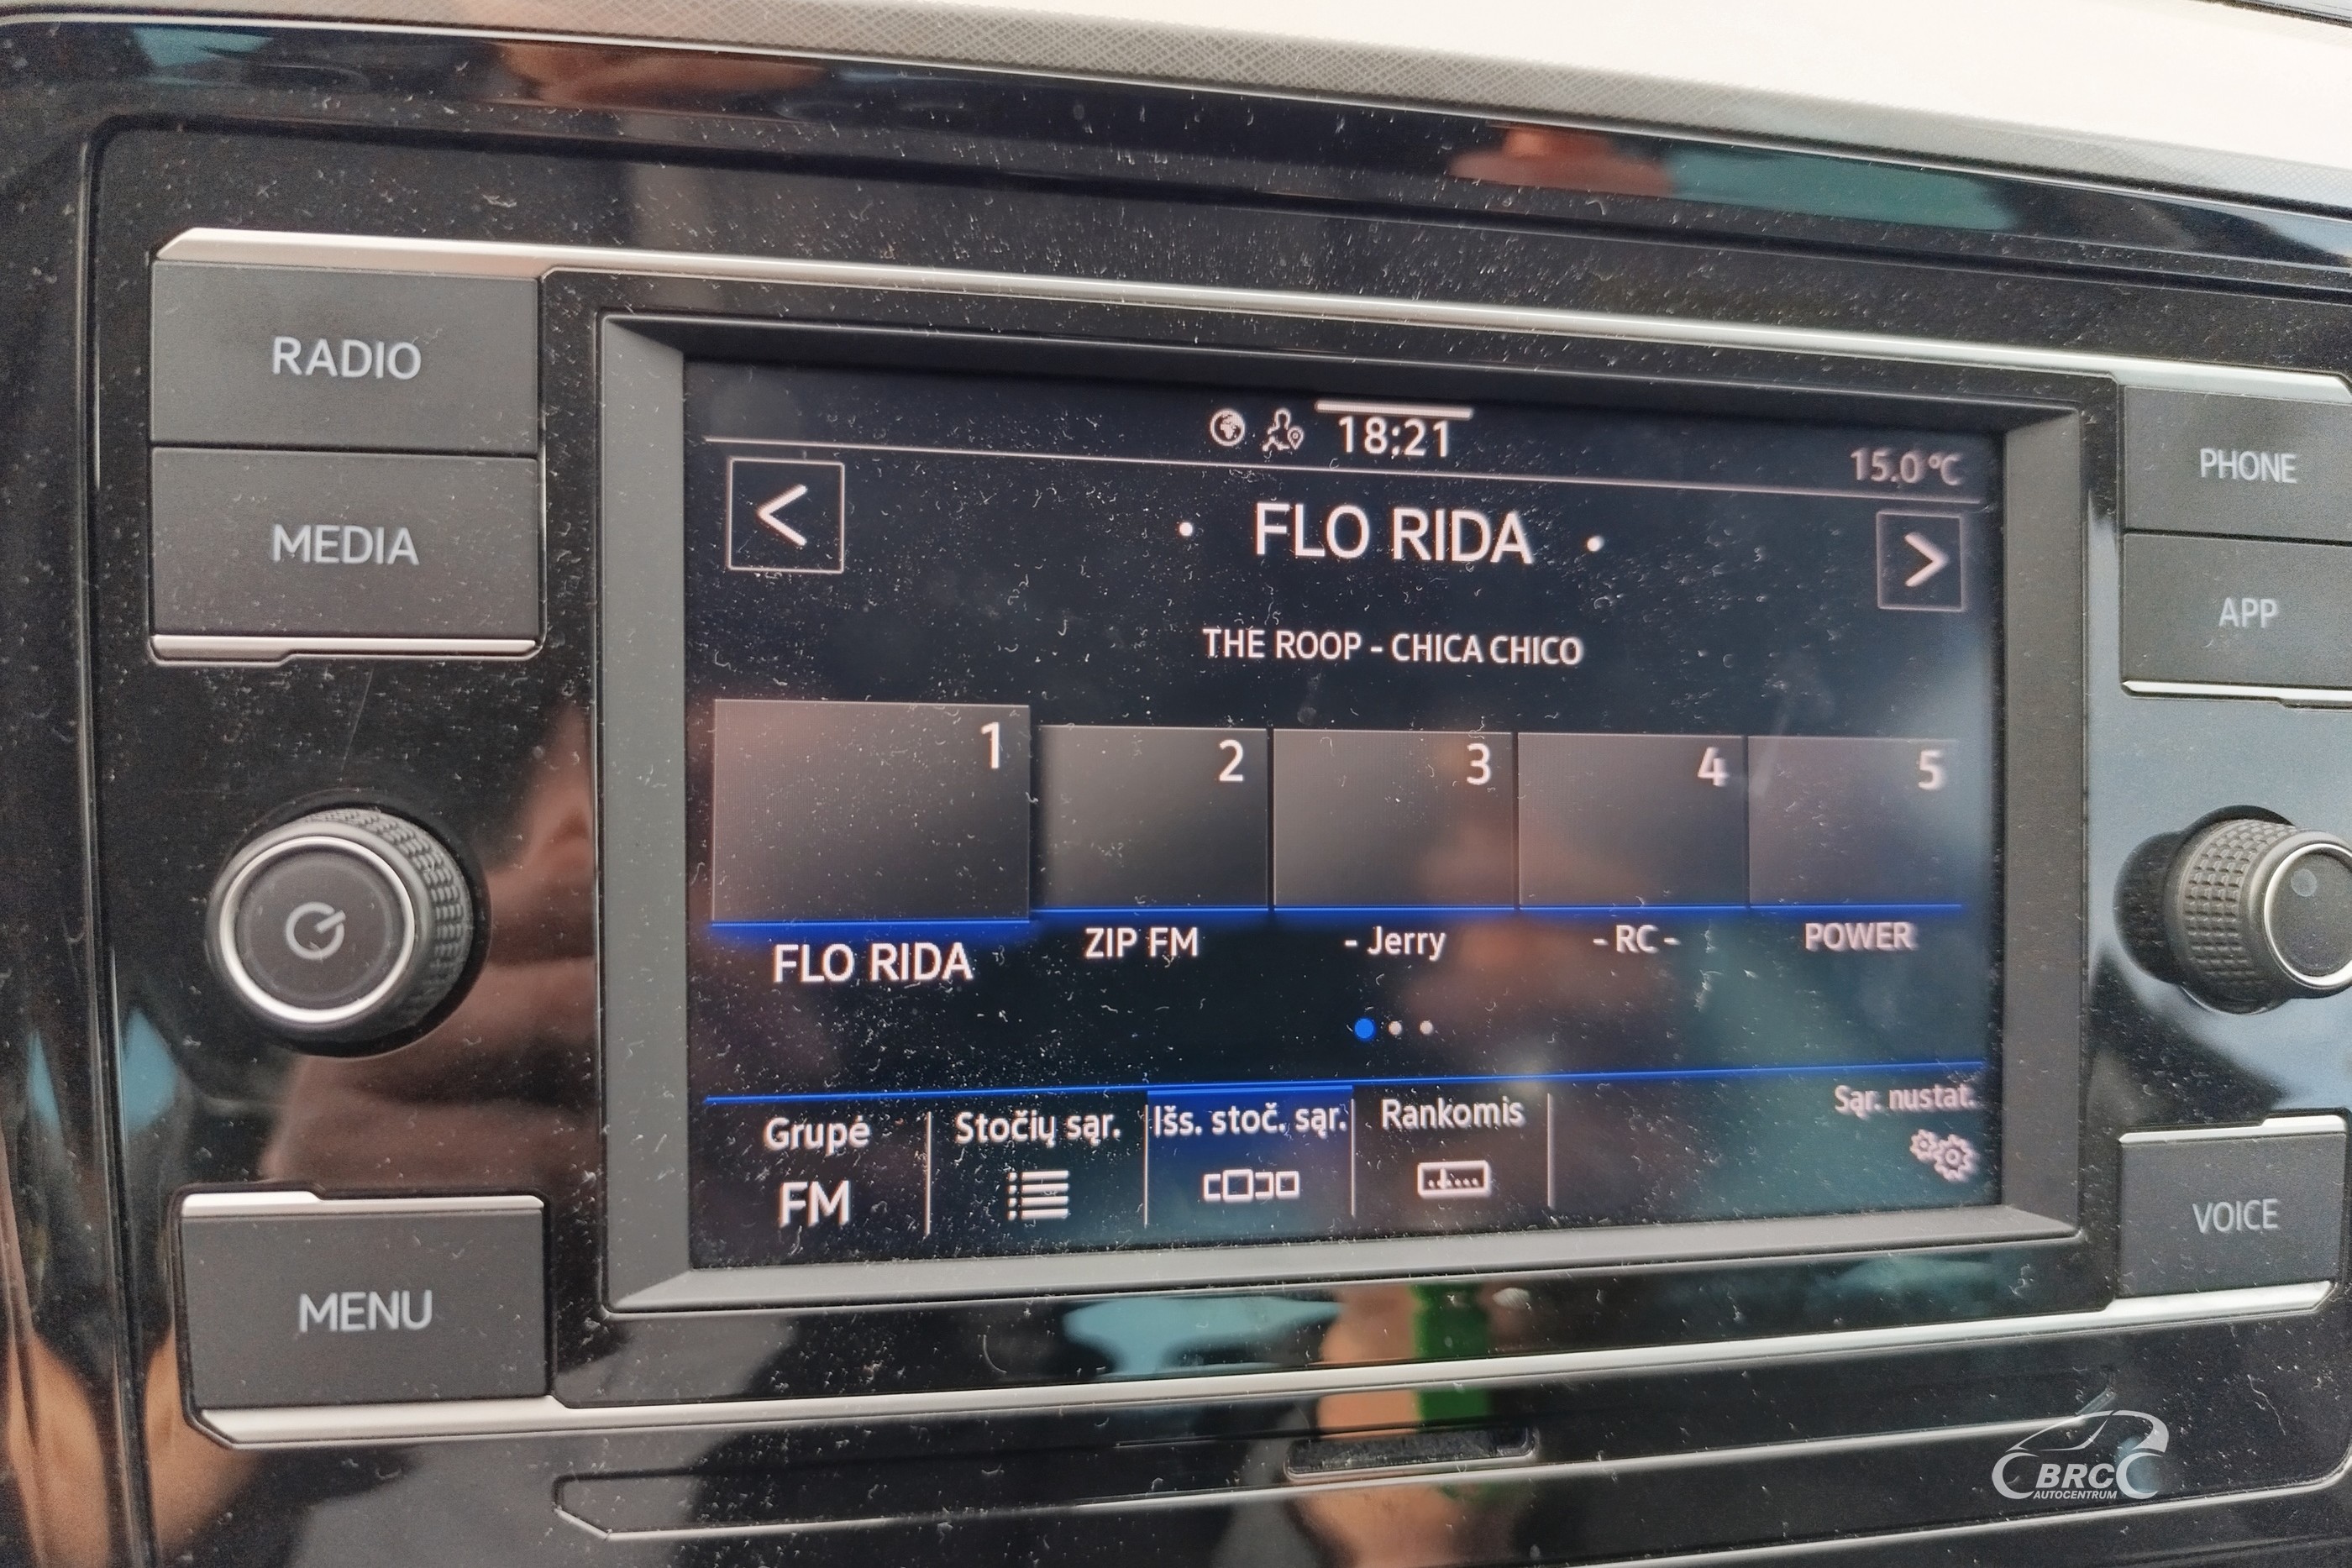 RADIO
MEDIA
MENU
18:21
15.0 °C
<
· FLO RIDA ·
>
THE ROOP - CHICA CHICO
1
2
3
4
5
FLO RIDA
ZIP FM
- Jerry
- RC -
POWER
Grupė
FM
Stočių sąr.
Išs. stoč. sąr.
Rankomis
Sąr. nustat.
PHONE
APP
VOICE
BRC
AUTOCENTRUM